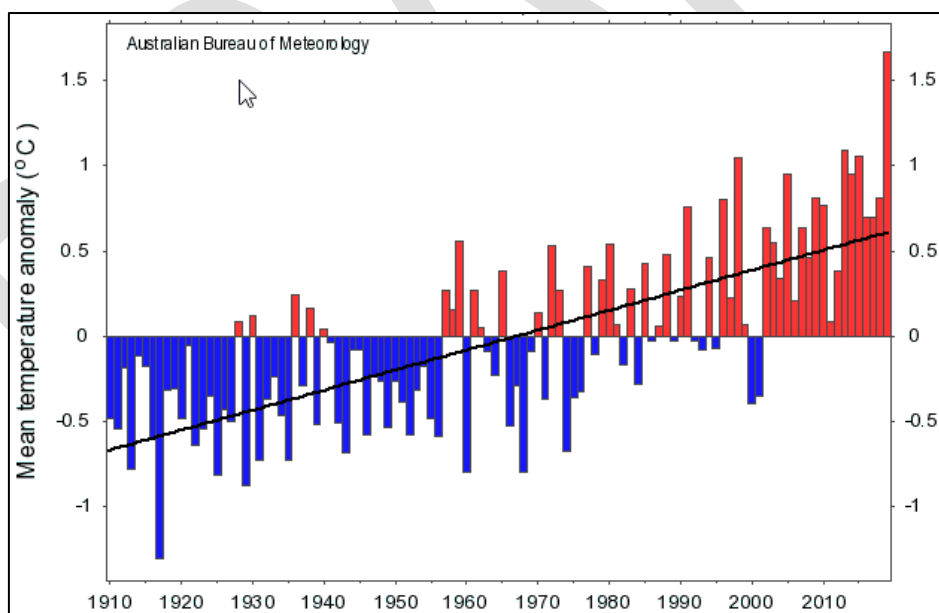 Australian Bureau of Meteorology
Mean temperature anomaly (°C)
1.5 1.5
1 1
0.5 0.5
0 0
-0.5 -0.5
-1 -1
1910 1920 1930 1940 1950 1960 1970 1980 1990 2000 2010